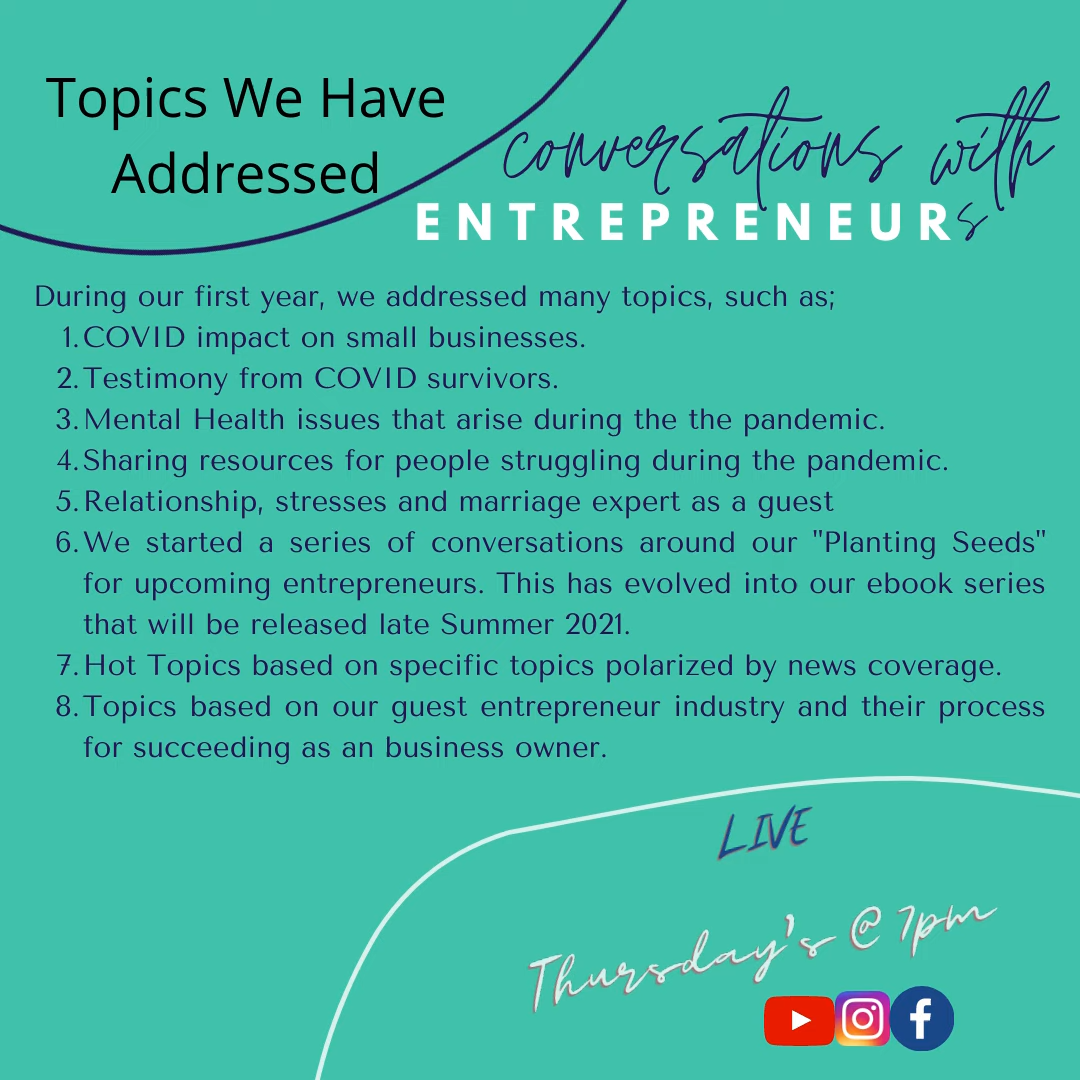 Topics We Have
Addressed
conversations with
ENTREPRENEURs
During our first year, we addressed many topics, such as;
1. COVID impact on small businesses.
2. Testimony from COVID survivors.
3. Mental Health issues that arise during the the pandemic.
4. Sharing resources for people struggling during the pandemic.
5. Relationship, stresses and marriage expert as a guest
6. We started a series of conversations around our "Planting Seeds"
for upcoming entrepreneurs. This has evolved into our ebook series
that will be released late Summer 2021.
7. Hot Topics based on specific topics polarized by news coverage.
8. Topics based on our guest entrepreneur industry and their process
for succeeding as an business owner.
LIVE
Thursday's @ 7pm